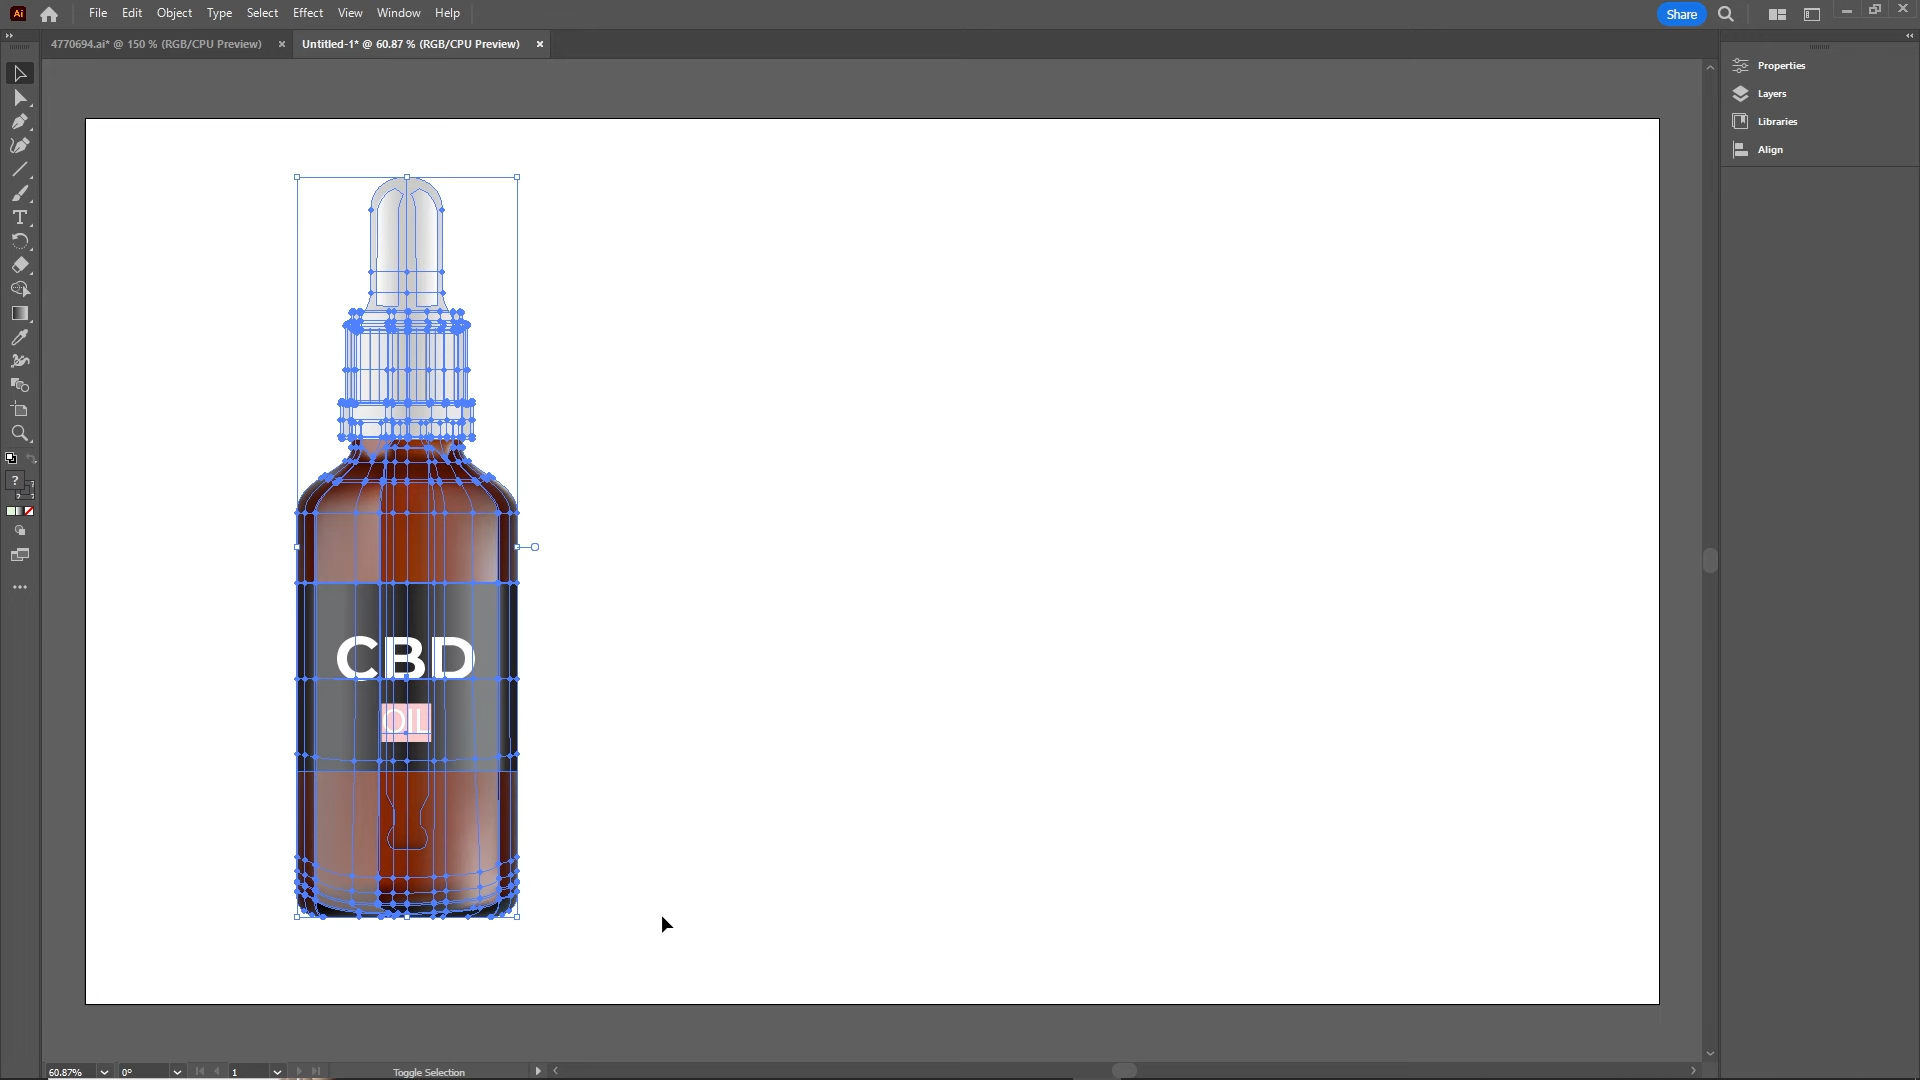 Ai File Edit Object Type Select Effect View Window Help Share
4770694.ai* @ 150 % (RGB/CPU Preview) × Untitled-1* @ 60.87 % (RGB/CPU Preview) ×
Properties
Layers
Libraries
Align
CBD
OIL
60.87% 0° 1 Toggle Selection